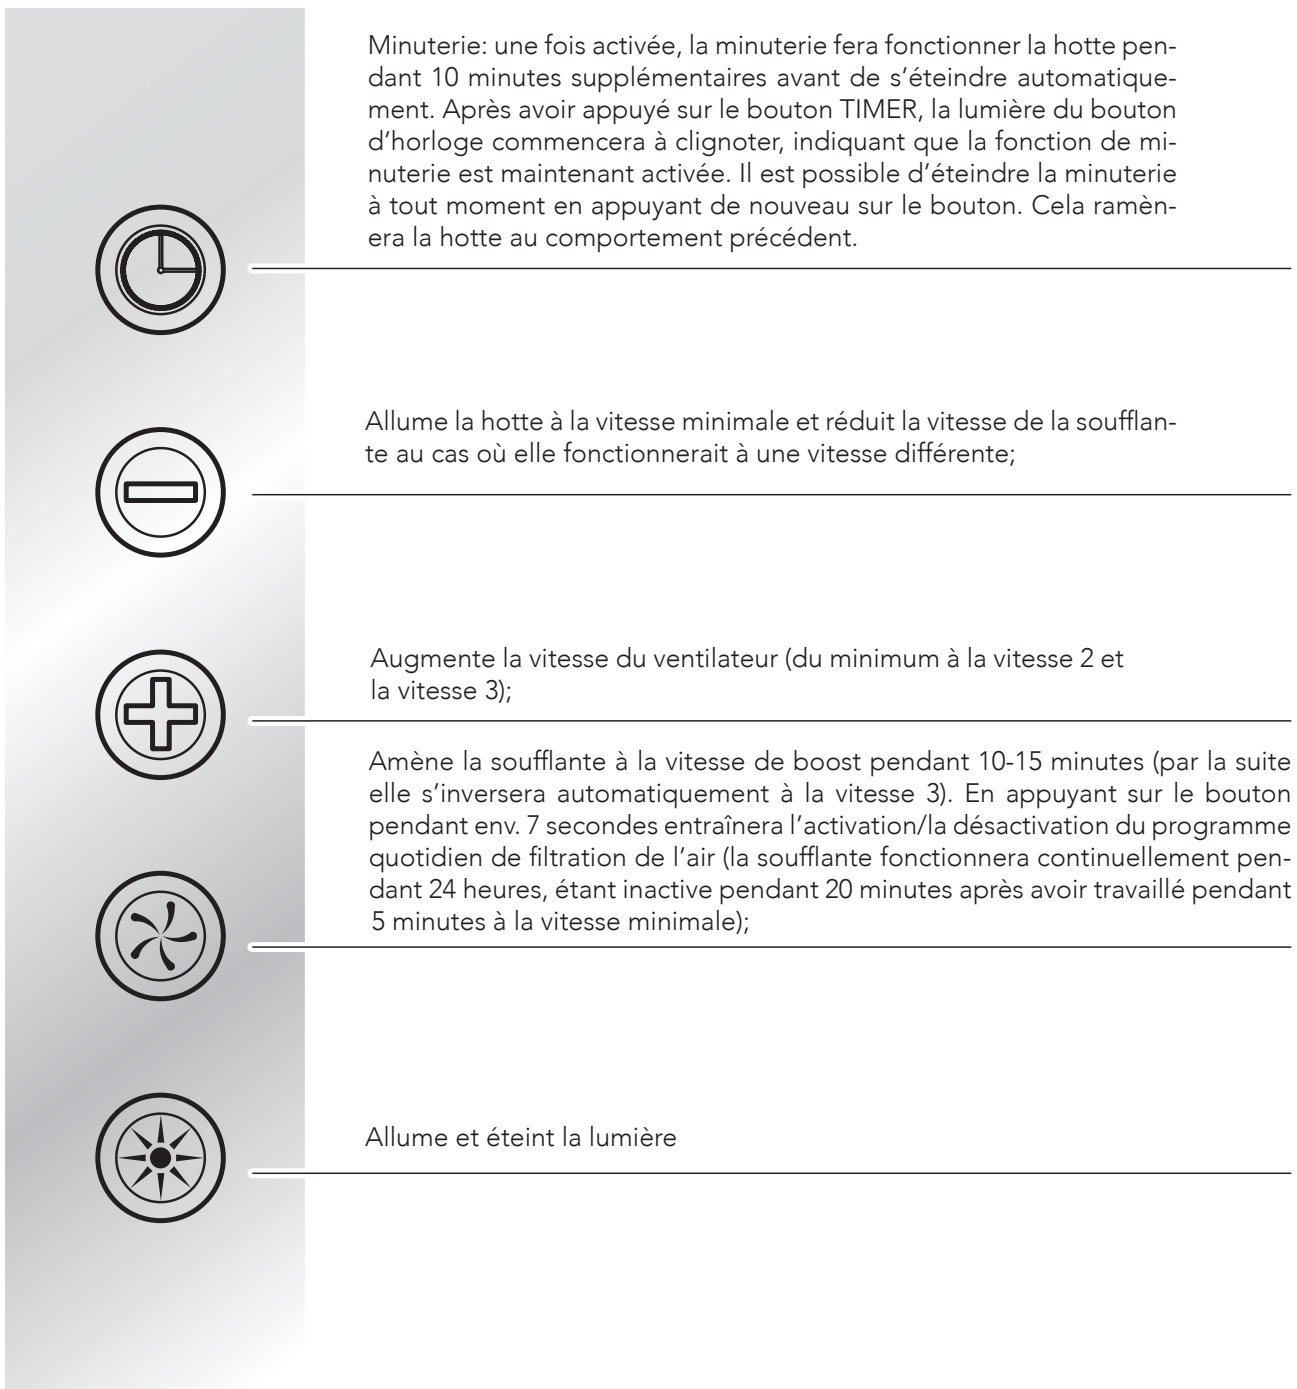 Minuterie: une fois activée, la minuterie fera fonctionner la hotte pen-
dant 10 minutes supplémentaires avant de s’éteindre automatique-
ment. Après avoir appuyé sur le bouton TIMER, la lumière du bouton
d’horloge commencera à clignoter, indiquant que la fonction de mi-
nuterie est maintenant activée. Il est possible d’éteindre la minuterie
à tout moment en appuyant de nouveau sur le bouton. Cela ramèn-
era la hotte au comportement précédent.
Allume la hotte à la vitesse minimale et réduit la vitesse de la soufflan-
te au cas où elle fonctionnerait à une vitesse différente;
Augmente la vitesse du ventilateur (du minimum à la vitesse 2 et
la vitesse 3);
Amène la soufflante à la vitesse de boost pendant 10-15 minutes (par la suite
elle s’inversera automatiquement à la vitesse 3). En appuyant sur le bouton
pendant env. 7 secondes entraînera l’activation/la désactivation du programme
quotidien de filtration de l’air (la soufflante fonctionnera continuellement pen-
dant 24 heures, étant inactive pendant 20 minutes après avoir travaillé pendant
5 minutes à la vitesse minimale);
Allume et éteint la lumière